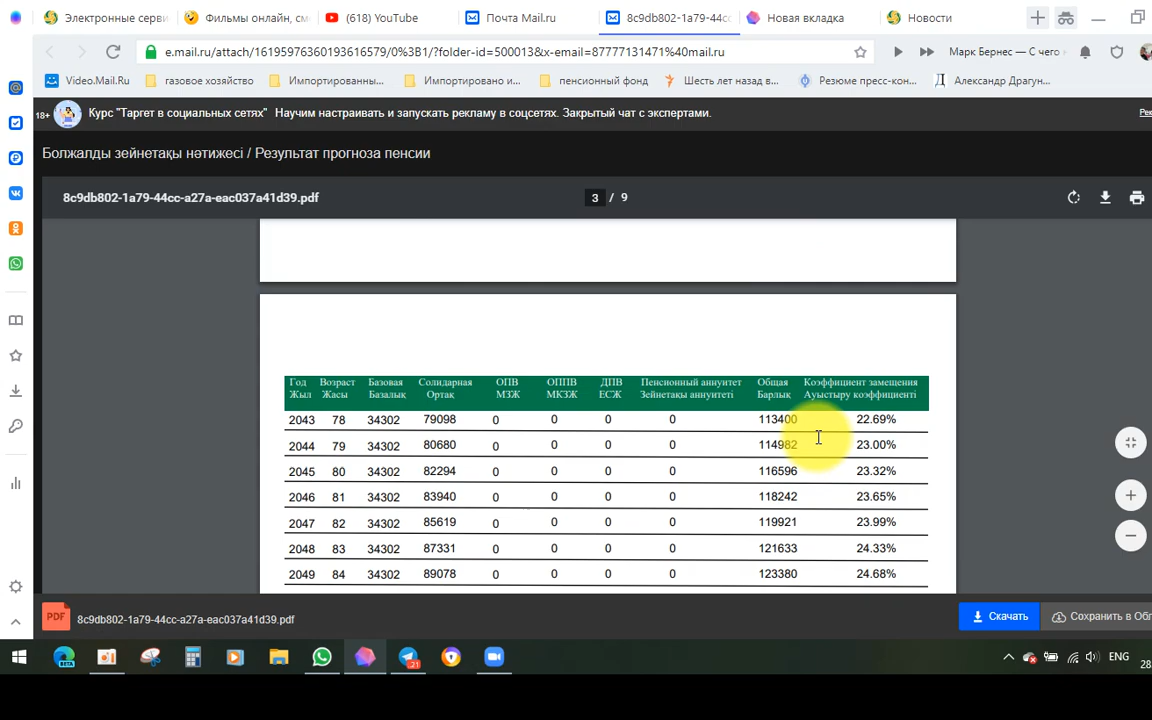 Электронные серви
Фильмы онлайн, см
(618) YouTube
Почта Mail.ru
8c9db802-1a79-44cc
Новая вкладка
Новости
e.mail.ru/attach/16195976360193616579/0%3B1/?folder-id=500013&x-email=87777131471%40mail.ru
Марк Бернес — С чего
Video.Mail.Ru
газовое хозяйство
Импортированны...
Импортировано и...
пенсионный фонд
Шесть лет назад в...
Резюме пресс-кон...
Александр Драгун...
18+
Курс "Таргет в социальных сетях" Научим настраивать и запускать рекламу в соцсетях. Закрытый чат с экспертами.
Рек
Болжалды зейнетақы нәтижесі / Результат прогноза пенсии
8c9db802-1a79-44cc-a27a-eac037a41d39.pdf
3 / 9
Год Возраст Базовая Солидарная ОПВ ОППВ ДПВ Пенсионный аннуитет Общая Коэффициент замещения
Жыл Жасы Базалық Ортақ МЗЖ МКЗЖ ЕСЖ Зейнетақы аннуитеті Барлық Ауыстыру коэффициенті
2043 78 34302 79098 0 0 0 0 113400 22.69%
2044 79 34302 80680 0 0 0 0 114982 23.00%
2045 80 34302 82294 0 0 0 0 116596 23.32%
2046 81 34302 83940 0 0 0 0 118242 23.65%
2047 82 34302 85619 0 0 0 0 119921 23.99%
2048 83 34302 87331 0 0 0 0 121633 24.33%
2049 84 34302 89078 0 0 0 0 123380 24.68%
PDF
8c9db802-1a79-44cc-a27a-eac037a41d39.pdf
Скачать
Сохранить в Обл
21
ENG
28